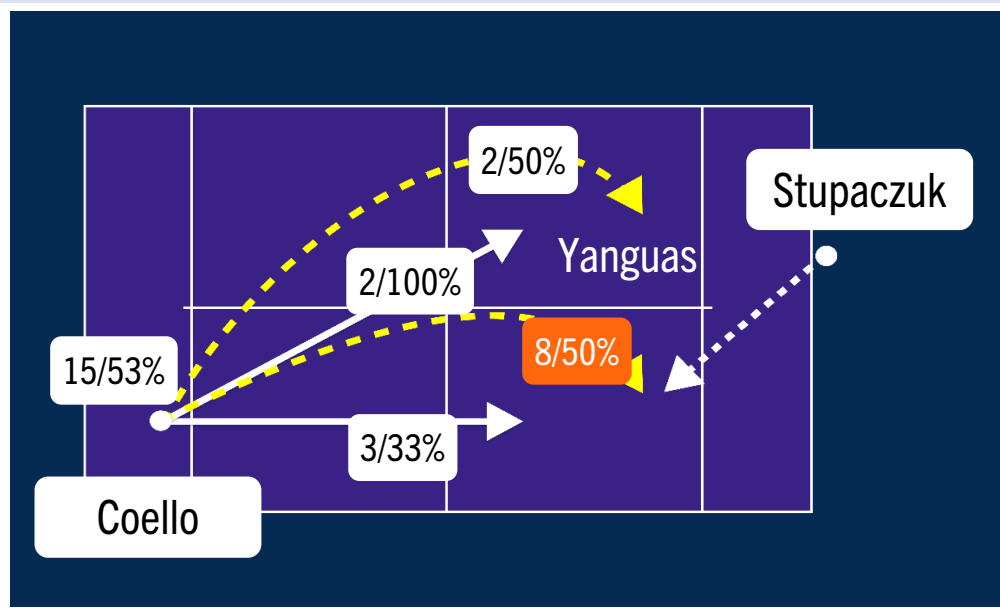 2/50%
Stupaczuk
Yanguas
2/100%
8/50%
15/53%
3/33%
Coello